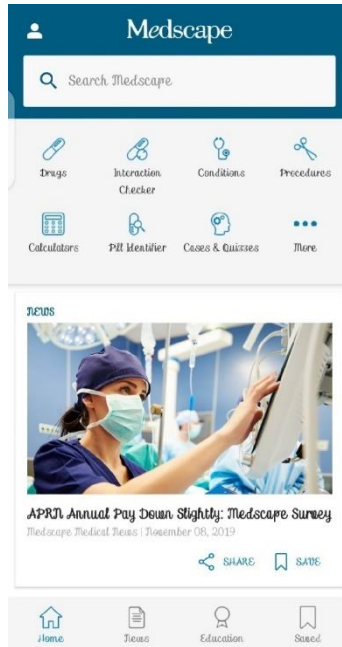 Medscape
Search Medscape
Drugs
Interaction Checker
Conditions
Procedures
Calculators
Pill Identifier
Cases & Quizzes
More
NEWS
APRN Annual Pay Down Slightly: Medscape Survey
Medscape Medical News | November 08, 2019
SHARE
SAVE
Home
News
Education
Saved